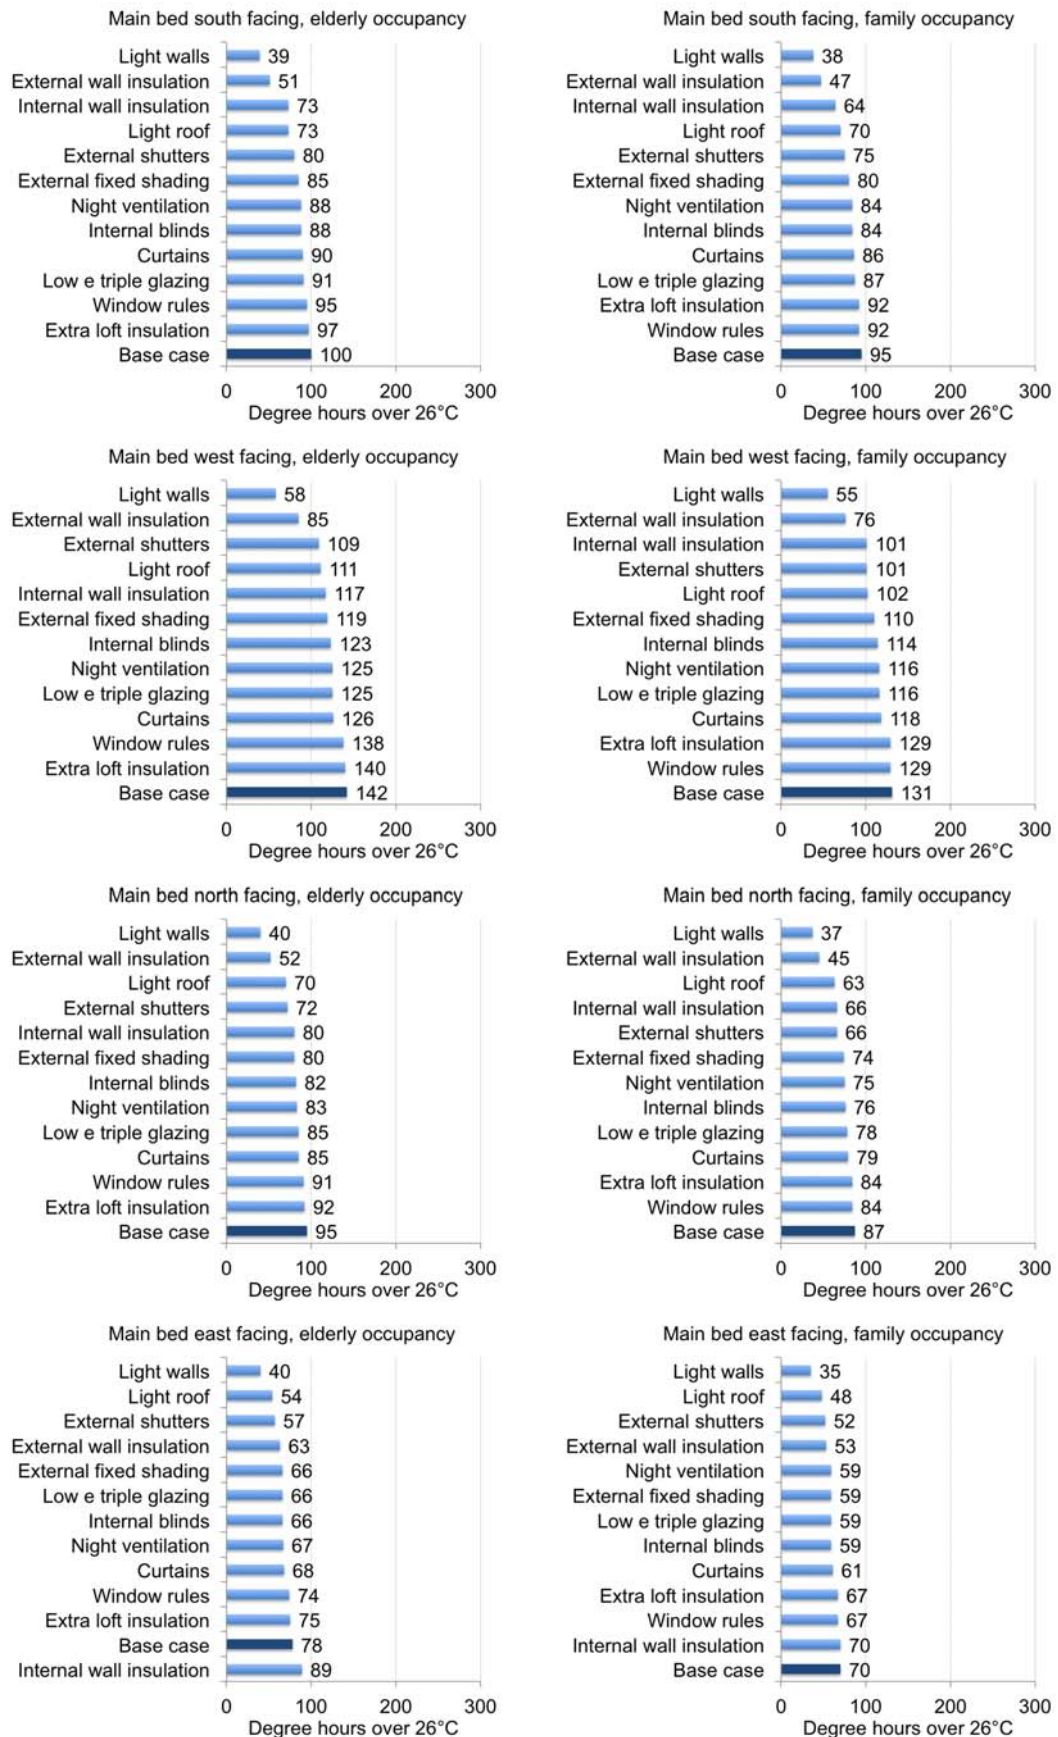 Main bed south facing, elderly occupancy
Light walls 39
External wall insulation 51
Internal wall insulation 73
Light roof 73
External shutters 80
External fixed shading 85
Night ventilation 88
Internal blinds 88
Curtains 90
Low e triple glazing 91
Window rules 95
Extra loft insulation 97
Base case 100
0 100 200 300
Degree hours over 26°C
Main bed south facing, family occupancy
Light walls 38
External wall insulation 47
Internal wall insulation 64
Light roof 70
External shutters 75
External fixed shading 80
Night ventilation 84
Internal blinds 84
Curtains 86
Low e triple glazing 87
Extra loft insulation 92
Window rules 92
Base case 95
0 100 200 300
Degree hours over 26°C
Main bed west facing, elderly occupancy
Light walls 58
External wall insulation 85
External shutters 109
Light roof 111
Internal wall insulation 117
External fixed shading 119
Internal blinds 123
Night ventilation 125
Low e triple glazing 125
Curtains 126
Window rules 138
Extra loft insulation 140
Base case 142
0 100 200 300
Degree hours over 26°C
Main bed west facing, family occupancy
Light walls 55
External wall insulation 76
Internal wall insulation 101
External shutters 101
Light roof 102
External fixed shading 110
Internal blinds 114
Night ventilation 116
Low e triple glazing 116
Curtains 118
Extra loft insulation 129
Window rules 129
Base case 131
0 100 200 300
Degree hours over 26°C
Main bed north facing, elderly occupancy
Light walls 40
External wall insulation 52
Light roof 70
External shutters 72
Internal wall insulation 80
External fixed shading 80
Internal blinds 82
Night ventilation 83
Low e triple glazing 85
Curtains 85
Window rules 91
Extra loft insulation 92
Base case 95
0 100 200 300
Degree hours over 26°C
Main bed north facing, family occupancy
Light walls 37
External wall insulation 45
Light roof 63
Internal wall insulation 66
External shutters 66
External fixed shading 74
Night ventilation 75
Internal blinds 76
Low e triple glazing 78
Curtains 79
Extra loft insulation 84
Window rules 84
Base case 87
0 100 200 300
Degree hours over 26°C
Main bed east facing, elderly occupancy
Light walls 40
Light roof 54
External shutters 57
External wall insulation 63
External fixed shading 66
Low e triple glazing 66
Internal blinds 66
Night ventilation 67
Curtains 68
Window rules 74
Extra loft insulation 75
Base case 78
Internal wall insulation 89
0 100 200 300
Degree hours over 26°C
Main bed east facing, family occupancy
Light walls 35
Light roof 48
External shutters 52
External wall insulation 53
Night ventilation 59
External fixed shading 59
Low e triple glazing 59
Internal blinds 59
Curtains 61
Extra loft insulation 67
Window rules 67
Internal wall insulation 70
Base case 70
0 100 200 300
Degree hours over 26°C